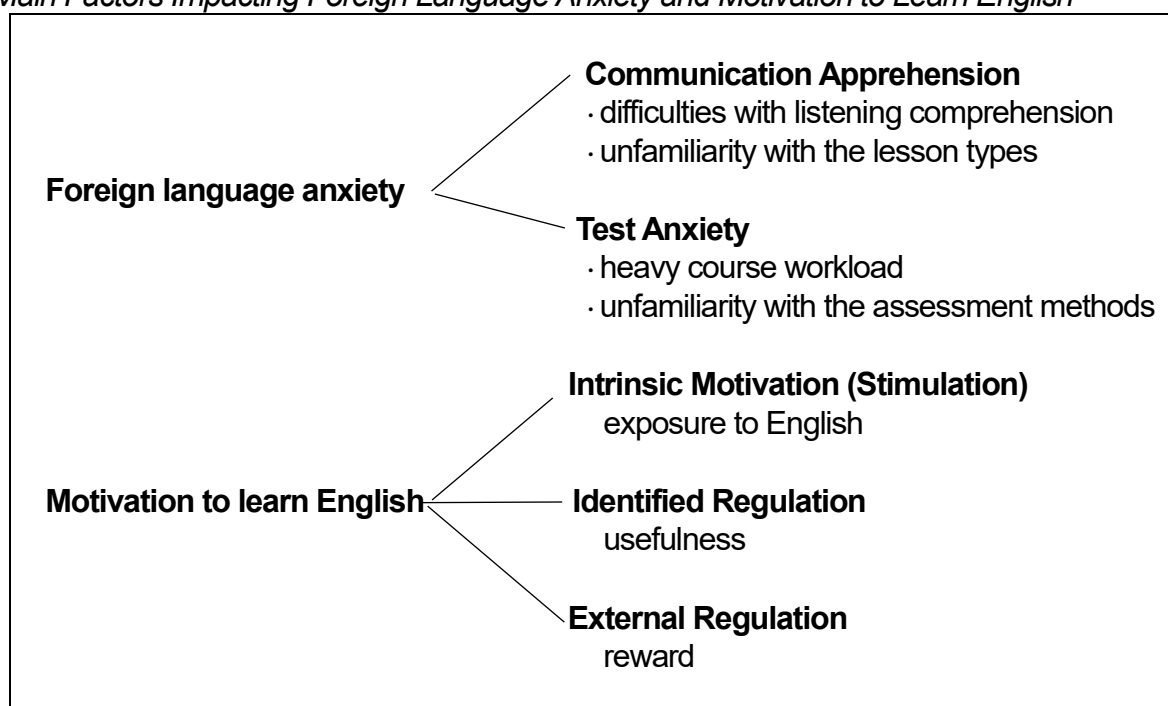 Main Factors Impacting Foreign Language Anxiety and Motivation to Learn English
Communication Apprehension
· difficulties with listening comprehension
· unfamiliarity with the lesson types
Foreign language anxiety
Test Anxiety
· heavy course workload
· unfamiliarity with the assessment methods
Intrinsic Motivation (Stimulation)
exposure to English
Motivation to learn English
Identified Regulation
usefulness
External Regulation
reward